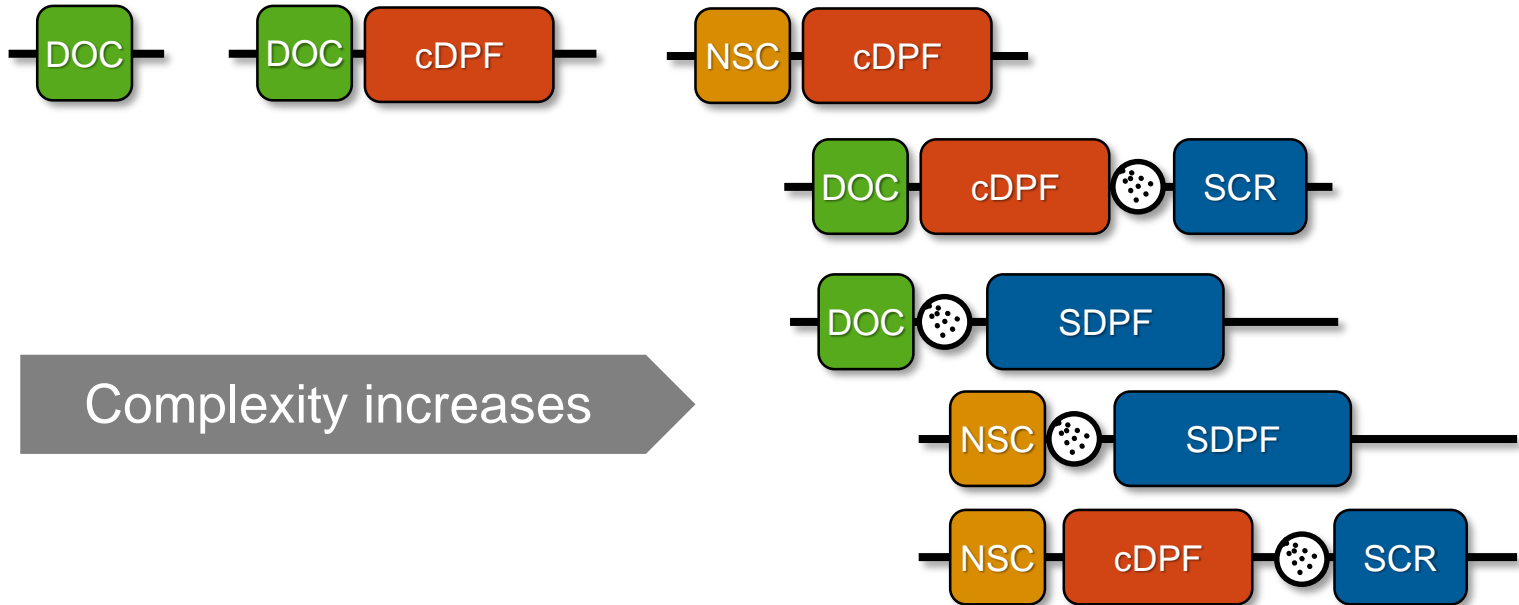 DOC
DOC cDPF
NSC cDPF
DOC cDPF SCR
DOC SDPF
Complexity increases
NSC SDPF
NSC cDPF SCR